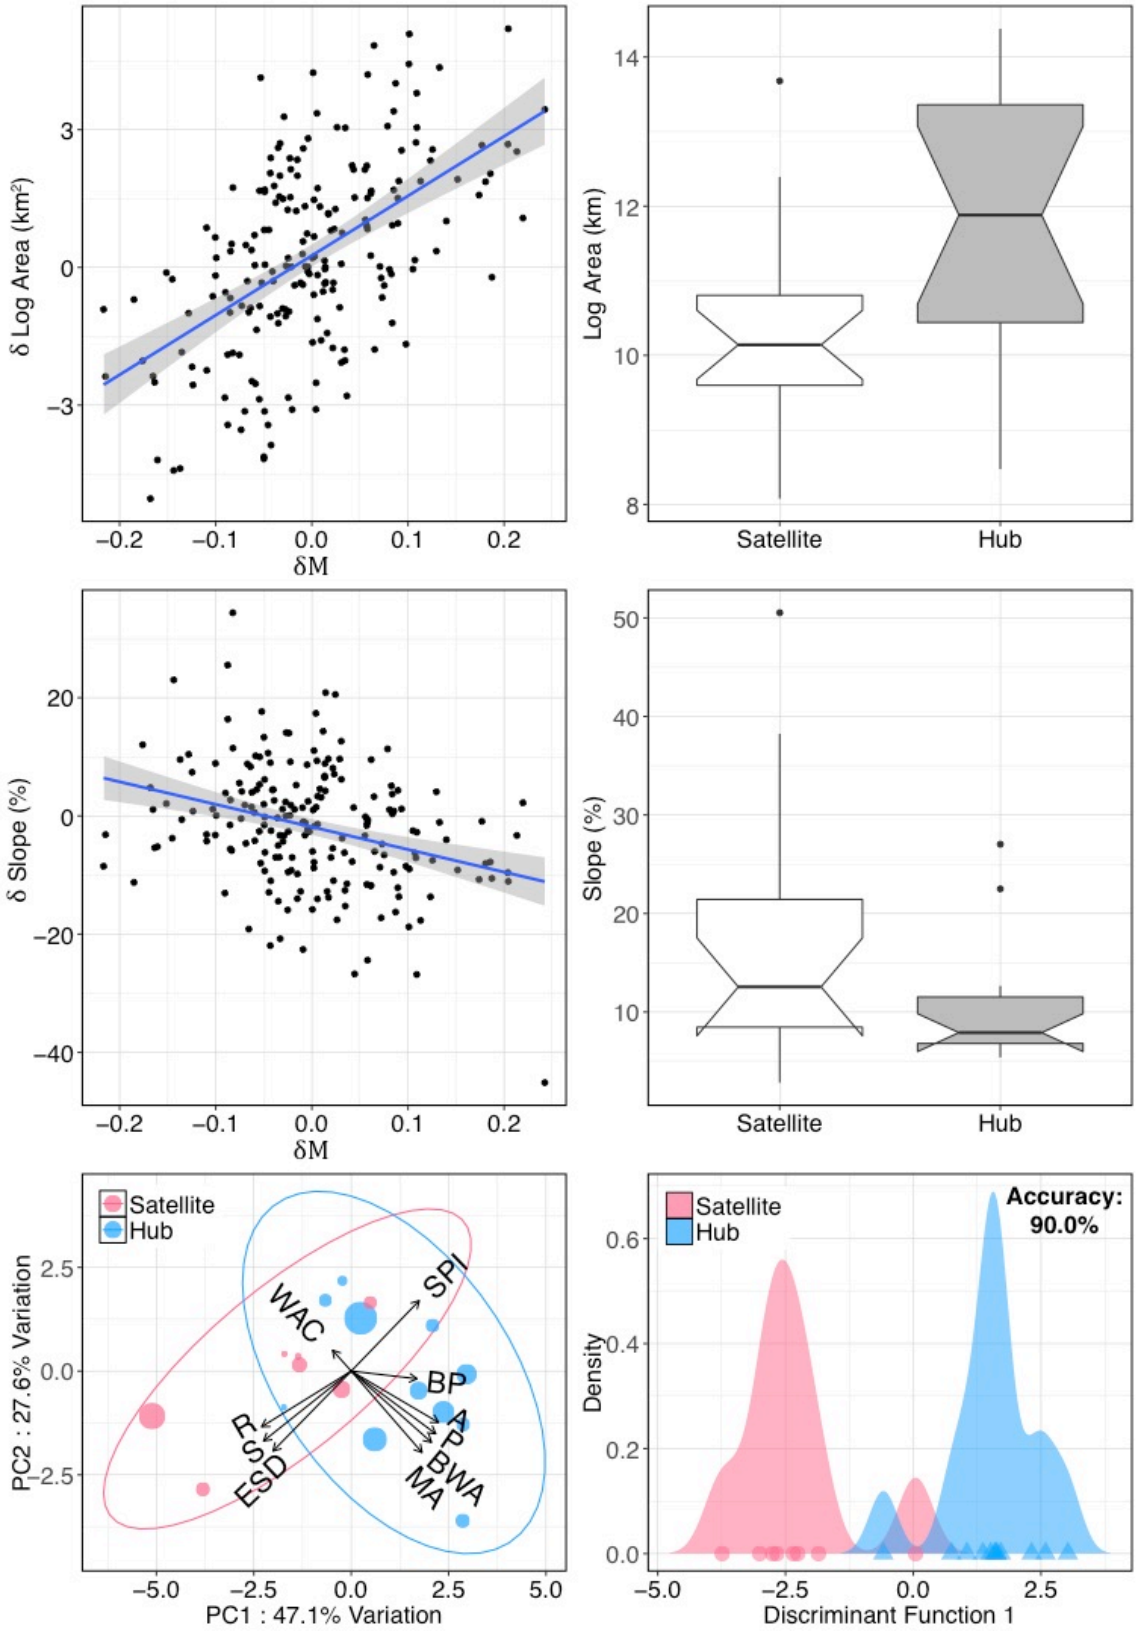 δ Log Area (km²)
3
0
−3
−0.2 −0.1 0.0 0.1 0.2
δM
Log Area (km)
14
12
10
8
Satellite Hub
δ Slope (%)
20
0
−20
−40
−0.2 −0.1 0.0 0.1 0.2
δM
Slope (%)
50
40
30
20
10
Satellite Hub
PC2 : 27.6% Variation
2.5
0.0
−2.5
Satellite
Hub
SPI
WAC
BP
A
P
BWA
MA
R
S
ESD
−5.0 −2.5 0.0 2.5 5.0
PC1 : 47.1% Variation
Density
0.6
0.4
0.2
0.0
Satellite
Hub
Accuracy:
90.0%
−5.0 −2.5 0.0 2.5
Discriminant Function 1